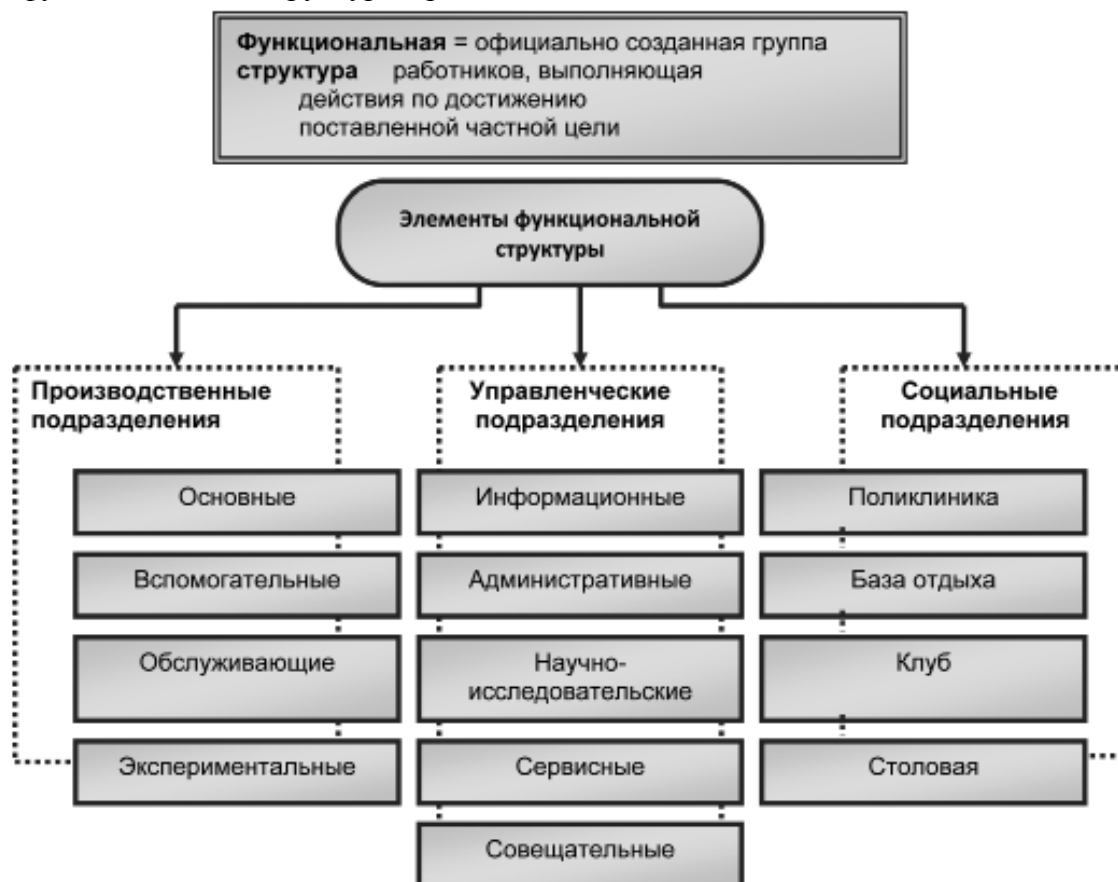 Функциональная = официально созданная группа
структура работников, выполняющая
действия по достижению
поставленной частной цели
Элементы функциональной
структуры
Производственные
подразделения
Основные
Вспомогательные
Обслуживающие
Экспериментальные
Управленческие
подразделения
Информационные
Административные
Научно-
исследовательские
Сервисные
Совещательные
Социальные
подразделения
Поликлиника
База отдыха
Клуб
Столовая